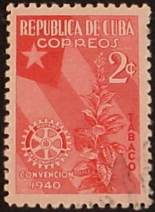 REPUBLICA DE CUBA
CORREOS
2¢
TABACO
CONVENCION
1940